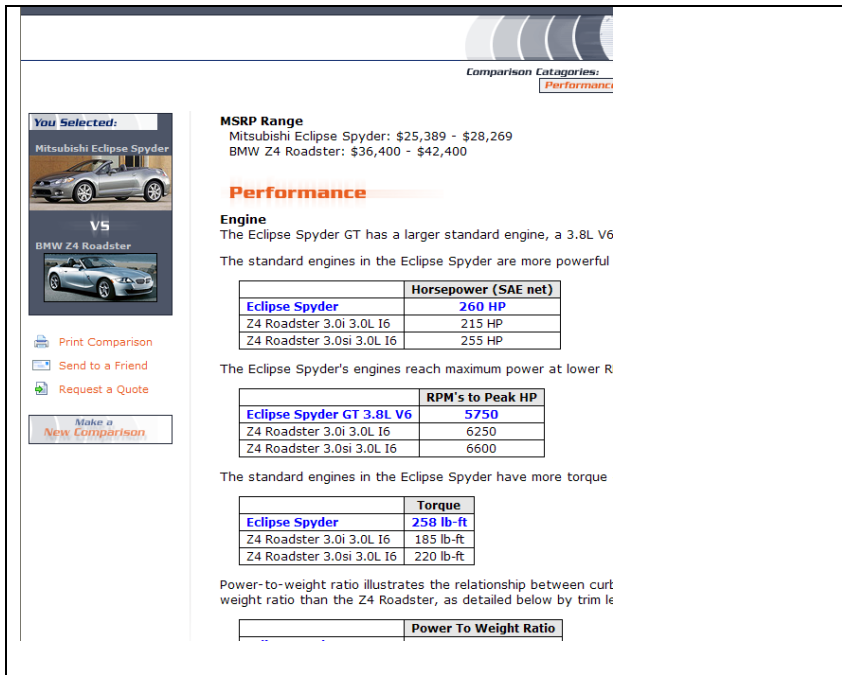 Comparison Catagories:
Performance
You Selected:
Mitsubishi Eclipse Spyder
VS
BMW Z4 Roadster
Print Comparison
Send to a Friend
Request a Quote
Make a
New Comparison
MSRP Range
Mitsubishi Eclipse Spyder: $25,389 - $28,269
BMW Z4 Roadster: $36,400 - $42,400
Performance
Engine
The Eclipse Spyder GT has a larger standard engine, a 3.8L V6
The standard engines in the Eclipse Spyder are more powerful
Horsepower (SAE net)
Eclipse Spyder 260 HP
Z4 Roadster 3.0i 3.0L I6 215 HP
Z4 Roadster 3.0si 3.0L I6 255 HP
The Eclipse Spyder's engines reach maximum power at lower
RPM's to Peak HP
Eclipse Spyder GT 3.8L V6 5750
Z4 Roadster 3.0i 3.0L I6 6250
Z4 Roadster 3.0si 3.0L I6 6600
The standard engines in the Eclipse Spyder have more torque
Torque
Eclipse Spyder 258 lb-ft
Z4 Roadster 3.0i 3.0L I6 185 lb-ft
Z4 Roadster 3.0si 3.0L I6 220 lb-ft
Power-to-weight ratio illustrates the relationship between
weight ratio than the Z4 Roadster, as detailed below by trim
Power To Weight Ratio